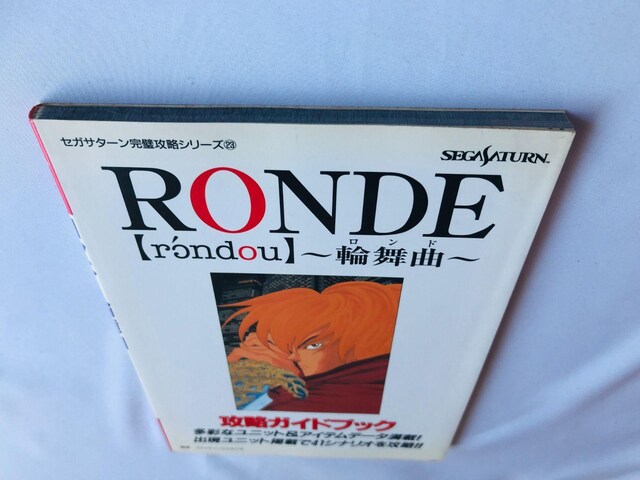 セガサターン完璧攻略シリーズ㉓
SEGASATURN™
RONDE
【rɔ́ndou】～輪舞曲～
ロンド
攻略ガイドブック
多彩なユニット&アイテムデータ満載!
出現ユニット掲載で41シナリオを攻略!!